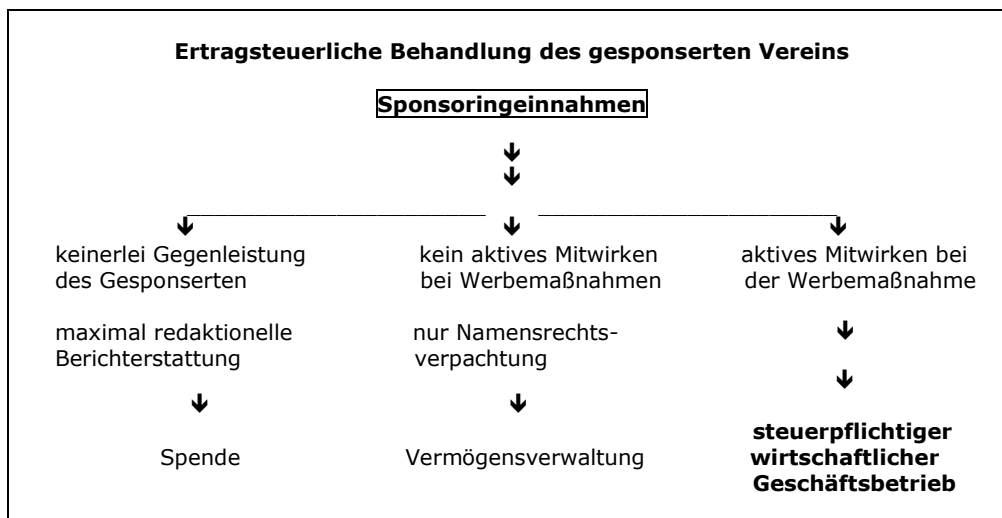 Ertragsteuerliche Behandlung des gesponserten Vereins
Sponsoringeinnahmen
keinerlei Gegenleistung
des Gesponserten
maximal redaktionelle
Berichterstattung
Spende
kein aktives Mitwirken
bei Werbemaßnahmen
nur Namensrechts-
verpachtung
Vermögensverwaltung
aktives Mitwirken bei
der Werbemaßnahme
steuerpflichtiger
wirtschaftlicher
Geschäftsbetrieb